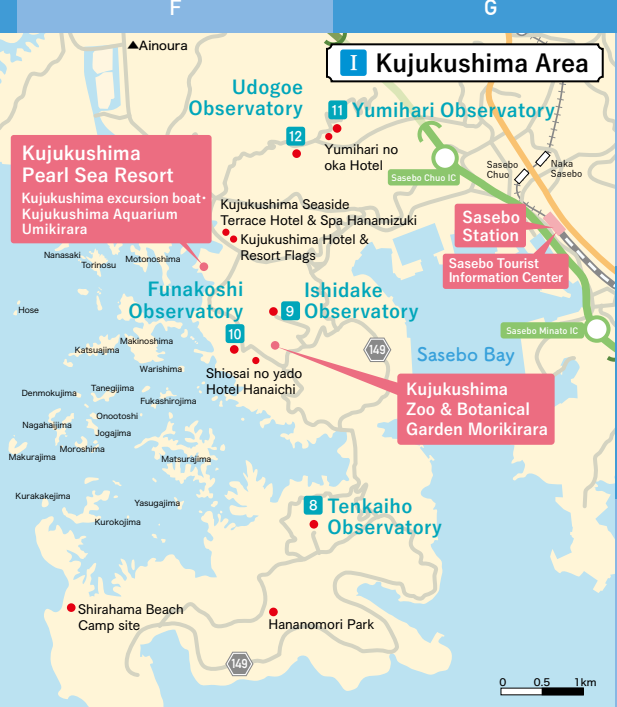 F
G
Ainoura
I
Kujukushima Area
Udogoe
Observatory
11
Yumihari Observatory
12
Yumihari no
oka Hotel
Sasebo Chuo IC
Sasebo
Chuo
Naka
Sasebo
Kujukushima
Pearl Sea Resort
Kujukushima excursion boat・
Kujukushima Aquarium
Umikirara
Kujukushima Seaside
Terrace Hotel & Spa Hanamizuki
Kujukushima Hotel &
Resort Flags
Sasebo
Station
Sasebo Tourist
Information Center
Nanasaki
Torinosu
Motonoshima
Funakoshi
Observatory
10
Ishidake
9
Observatory
Hose
Makinoshima
Katsuajima
Warishima
149
Sasebo Bay
Sasebo Minato IC
Shiosai no yado
Hotel Hanaichi
Kujukushima
Zoo & Botanical
Garden Morikirara
Denmokujima
Tanegijima
Fukashirojima
Onootoshi
Nagahaijima
Jogajima
Moroshima
Makurajima
Matsurajima
Kurakakejima
Yasugajima
Kurokojima
8
Tenkaiho
Observatory
Shirahama Beach
Camp site
Hananomori Park
149
0 0.5 1km